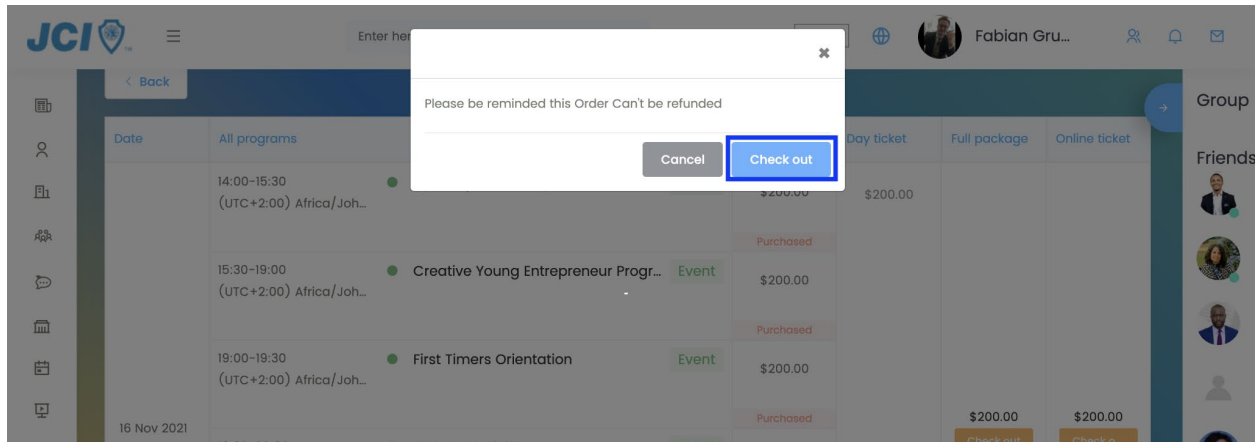 JCI
TM
Enter her
Fabian Gru...
Back
Please be reminded this Order Can't be refunded
Cancel
Check out
Group
Friends
Date
All programs
Day ticket
Full package
Online ticket
14:00-15:30
(UTC+2:00) Africa/Joh...
$200.00
$200.00
Purchased
15:30-19:00
(UTC+2:00) Africa/Joh...
Creative Young Entrepreneur Progr...
Event
$200.00
Purchased
19:00-19:30
(UTC+2:00) Africa/Joh...
First Timers Orientation
Event
$200.00
Purchased
16 Nov 2021
$200.00
$200.00
Check out
Check o